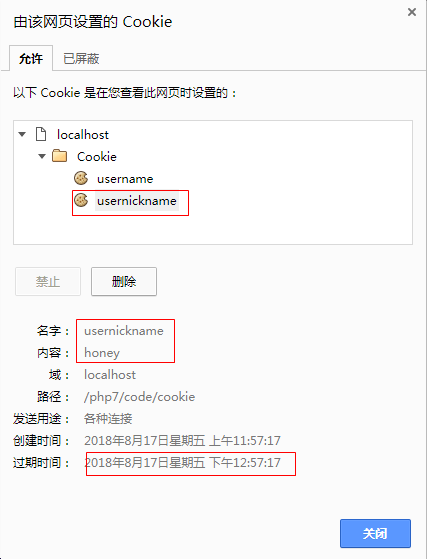 由该网页设置的 Cookie
允许 已屏蔽
以下 Cookie 是在您查看此网页时设置的：
localhost
Cookie
username
usernickname
禁止 删除
名字： usernickname
内容： honey
域： localhost
路径： /php7/code/cookie
发送用途： 各种连接
创建时间： 2018年8月17日星期五 上午11:57:17
过期时间： 2018年8月17日星期五 下午12:57:17
关闭